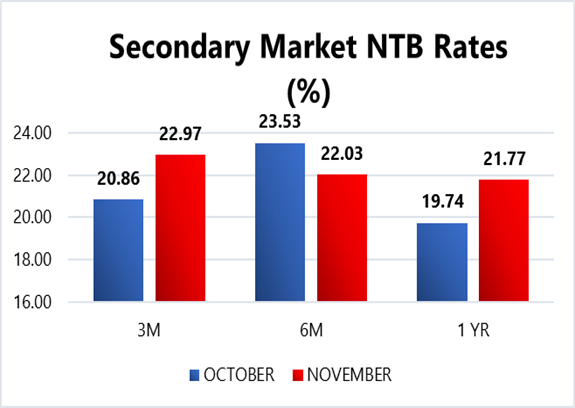 Secondary Market NTB Rates
(%)
24.00
22.00
20.00
18.00
16.00
20.86
22.97
23.53
22.03
19.74
21.77
3M
6M
1 YR
OCTOBER
NOVEMBER